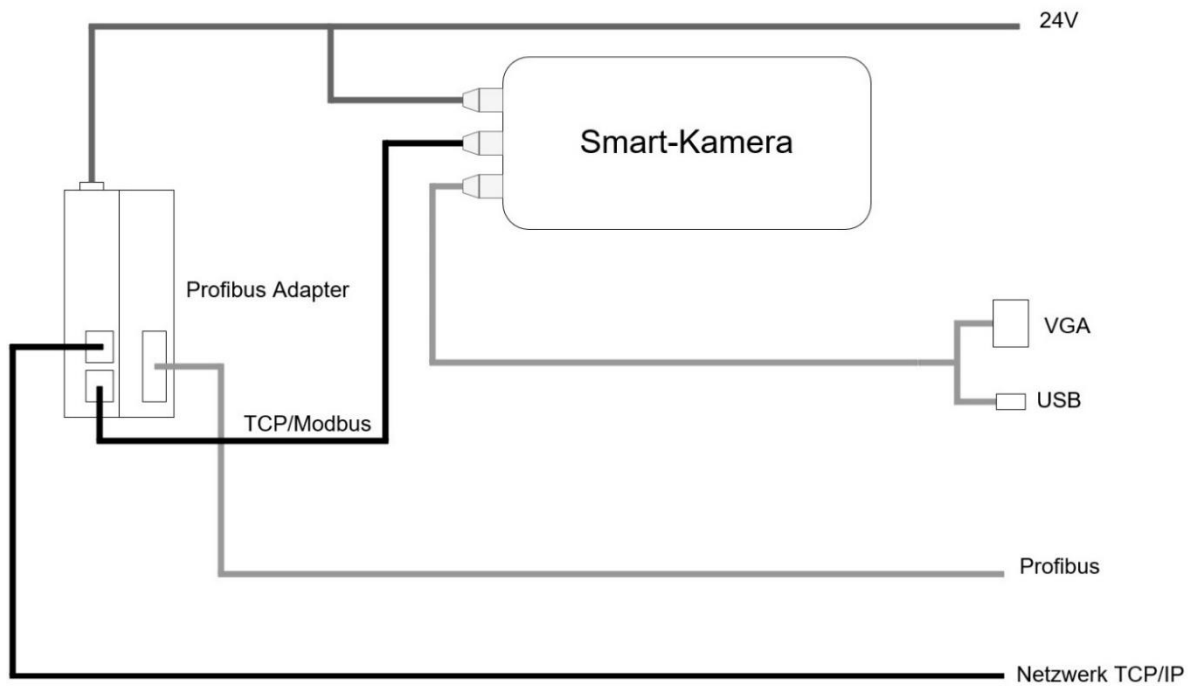 24V
Smart-Kamera
Profibus Adapter
VGA
USB
TCP/Modbus
Profibus
Netzwerk TCP/IP